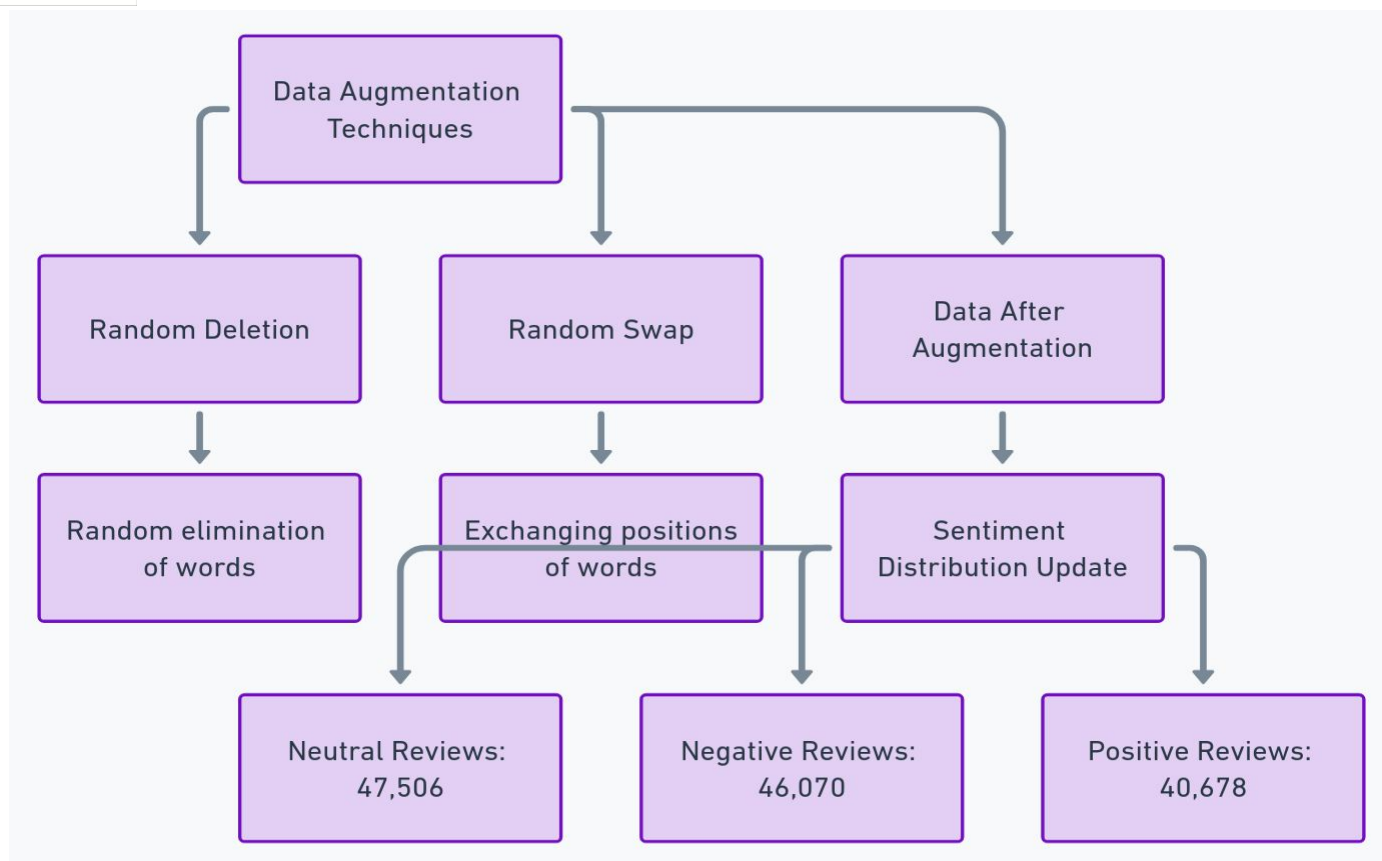 Data Augmentation
Techniques
Random Deletion
Random Swap
Data After
Augmentation
Random elimination
of words
Exchanging positions
of words
Sentiment
Distribution Update
Neutral Reviews:
47,506
Negative Reviews:
46,070
Positive Reviews:
40,678